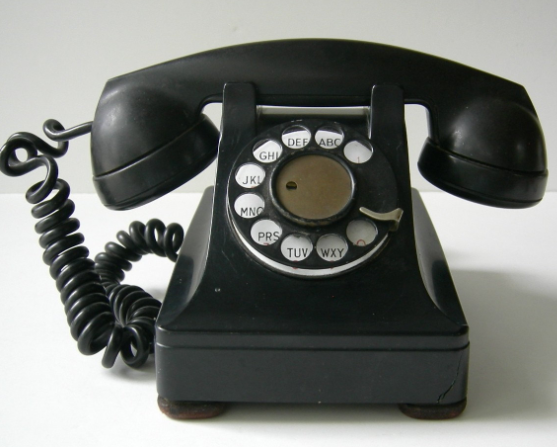 ABC
DEF
GHI
JKL
MNO
PRS
TUV
WXY